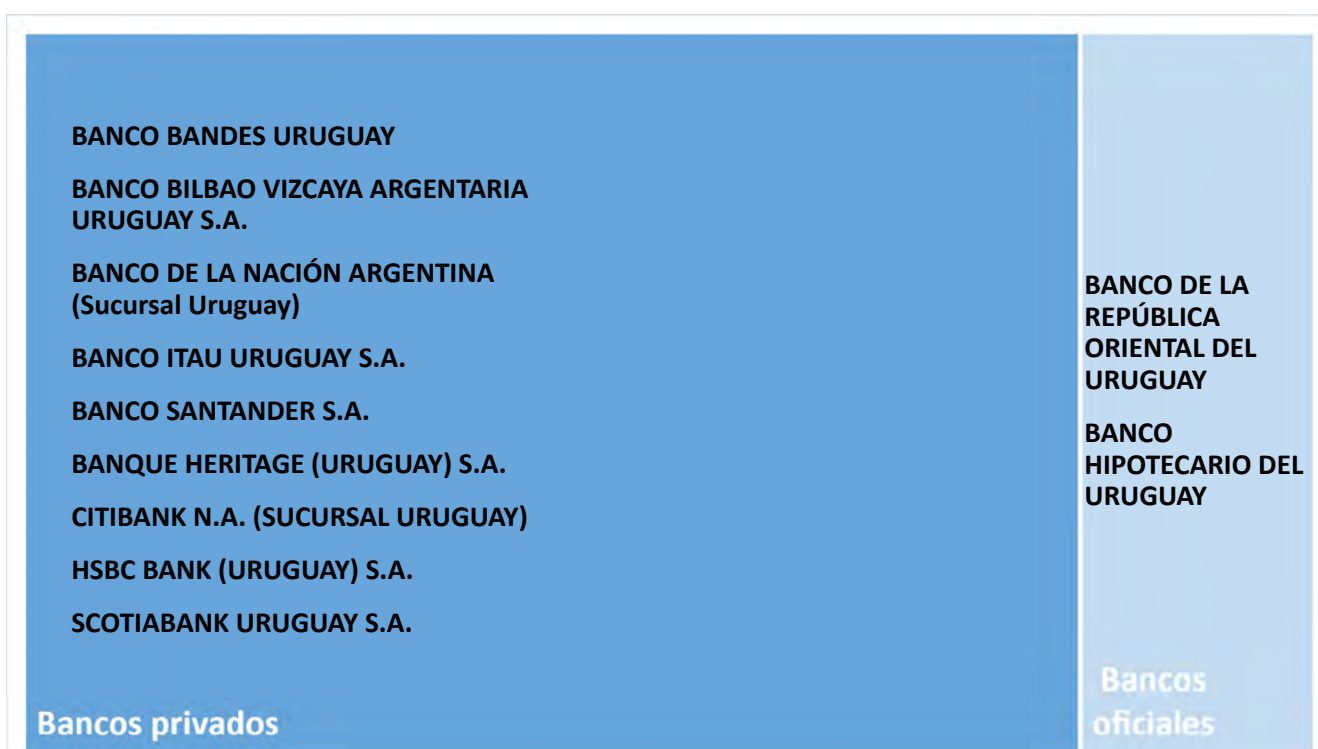 BANCO BANDES URUGUAY
BANCO BILBAO VIZCAYA ARGENTARIA
URUGUAY S.A.
BANCO DE LA NACIÓN ARGENTINA
(Sucursal Uruguay)
BANCO ITAU URUGUAY S.A.
BANCO SANTANDER S.A.
BANQUE HERITAGE (URUGUAY) S.A.
CITIBANK N.A. (SUCURSAL URUGUAY)
HSBC BANK (URUGUAY) S.A.
SCOTIABANK URUGUAY S.A.
Bancos privados
BANCO DE LA
REPÚBLICA
ORIENTAL DEL
URUGUAY
BANCO
HIPOTECARIO DEL
URUGUAY
Bancos
oficiales